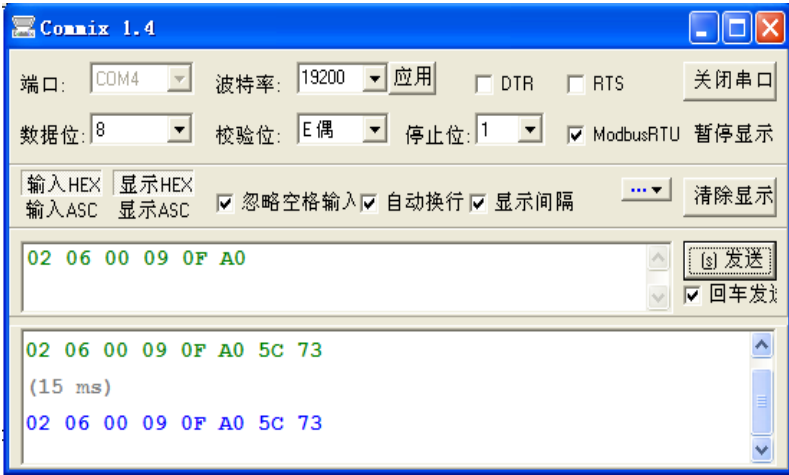 Commix 1.4
端口: COM4 波特率: 19200 应用 DTR RTS 关闭串口
数据位: 8 校验位: E偶 停止位: 1 ModbusRTU 暂停显示
输入HEX 显示HEX
输入ASC 显示ASC 忽略空格输入 自动换行 显示间隔 ... 清除显示
02 06 00 09 0F A0 (s) 发送
回车发送
02 06 00 09 0F A0 5C 73
(15 ms)
02 06 00 09 0F A0 5C 73